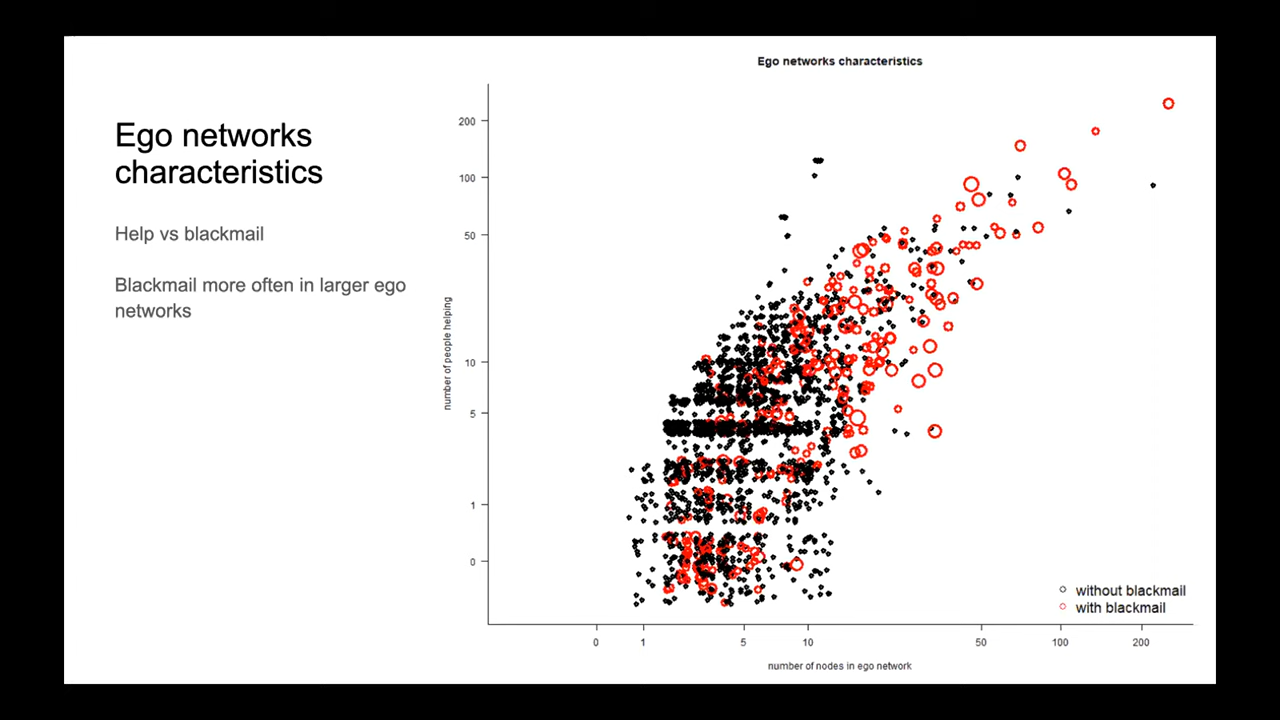 Ego networks characteristics
Ego networks
characteristics
Help vs blackmail
Blackmail more often in larger ego
networks
number of people helping
200
100
50
10
5
1
0
without blackmail
with blackmail
0 1 5 10 50 100 200
number of nodes in ego network